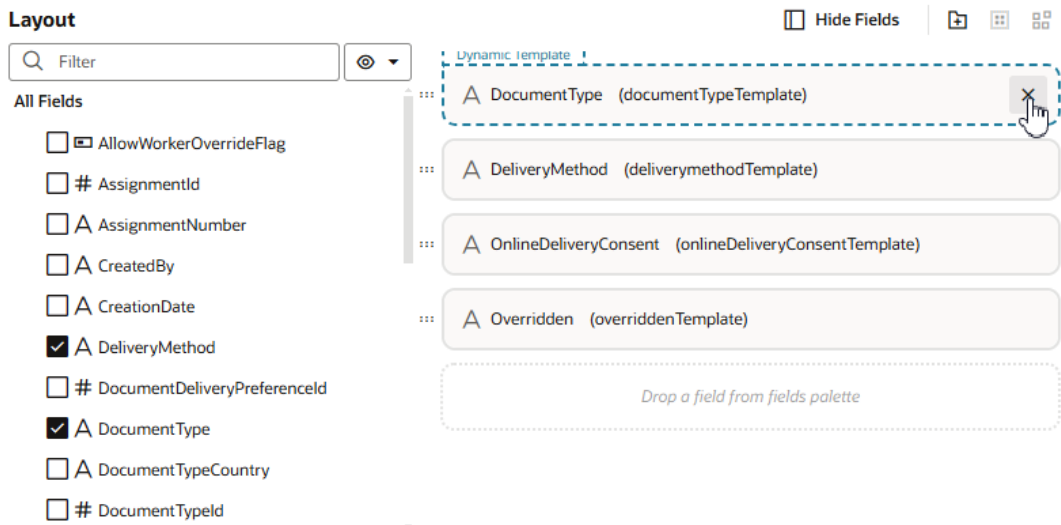 Layout
Hide Fields
Filter
All Fields
AllowWorkerOverrideFlag
# AssignmentId
A AssignmentNumber
A CreatedBy
A CreationDate
A DeliveryMethod
# DocumentDeliveryPreferenceId
A DocumentType
A DocumentTypeCountry
# DocumentTypeId
Dynamic Template
A DocumentType (documentTypeTemplate)
A DeliveryMethod (deliverymethodTemplate)
A OnlineDeliveryConsent (onlineDeliveryConsentTemplate)
A Overridden (overriddenTemplate)
Drop a field from fields palette